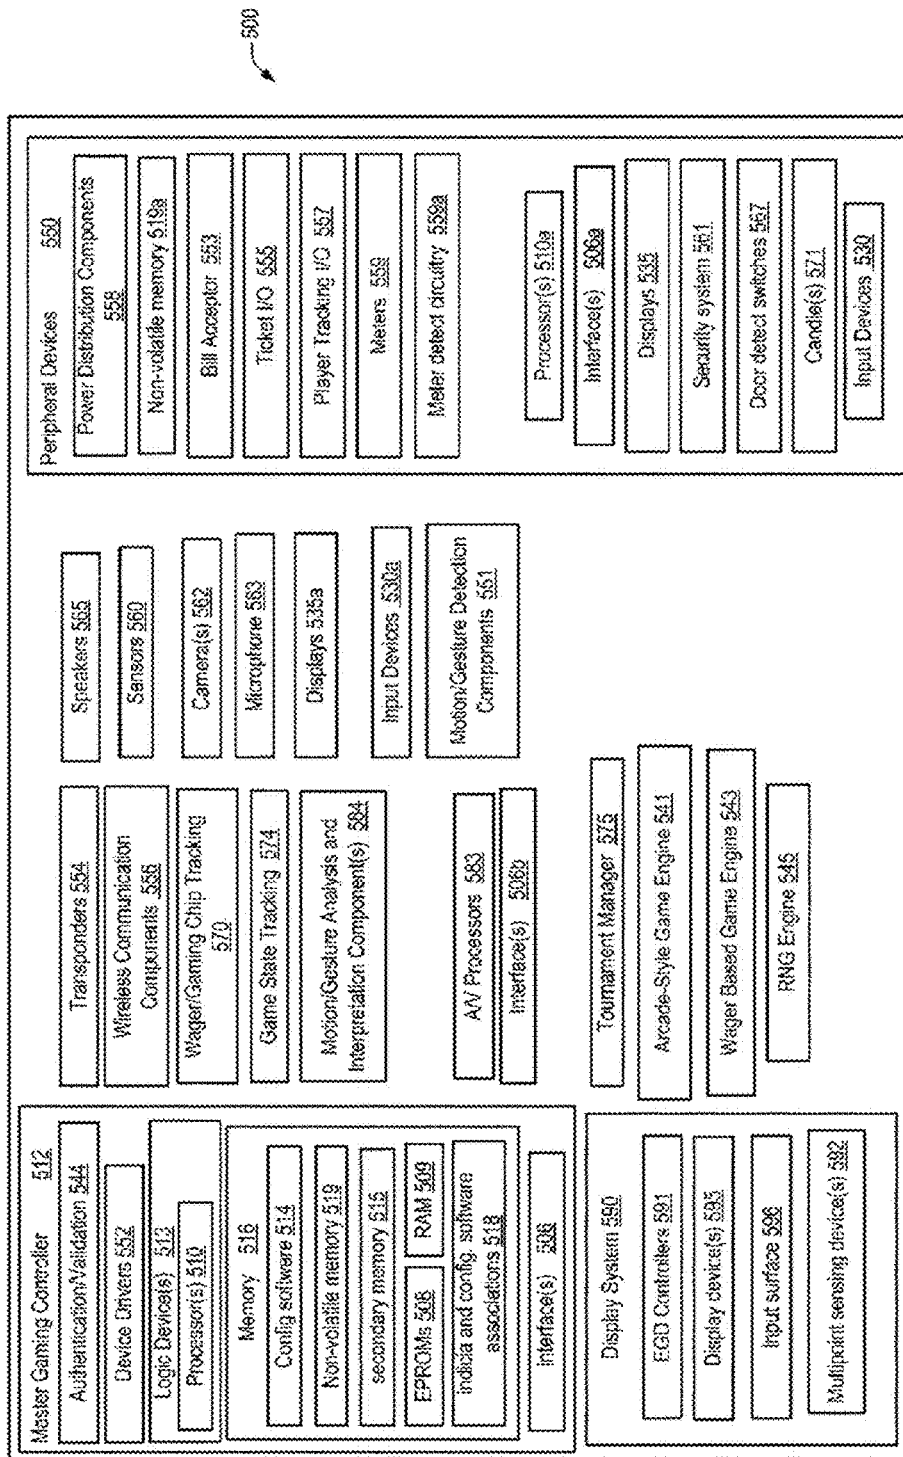 500
Master Gaming Controller 512
Authentication/Validation 544
Device Drivers 552
Logic Device(s) 513
Processor(s) 510
Memory 516
Config software 514
Non-volatile memory 519
secondary memory 515
EPROMs 508
RAM 509
indicia and config. software
associations 518
interface(s) 506
Display System 590
EGD Controllers 591
Display device(s) 595
Input surface 596
Multipoint sensing device(s) 592
Transponders 554
Wireless Communication
Components 556
Wager/Gaming Chip Tracking
570
Game State Tracking 574
Motion/Gesture Analysis and
Interpretation Component(s) 584
A/V Processors 583
Interface(s) 506b
Tournament Manager 575
Arcade-Style Game Engine 541
Wager Based Game Engine 543
RNG Engine 545
Speakers 565
Sensors 560
Camera(s) 562
Microphone 563
Displays 535a
Input Devices 530a
Motion/Gesture Detection
Components 551
Peripheral Devices 550
Power Distribution Components
558
Non-volatile memory 519a
Bill Acceptor 553
Ticket I/O 555
Player Tracking I/O 557
Meters 559
Meter detect circuitry 559a
Processor(s) 510a
Interface(s) 506a
Displays 535
Security system 561
Door detect switches 567
Candle(s) 571
Input Devices 530